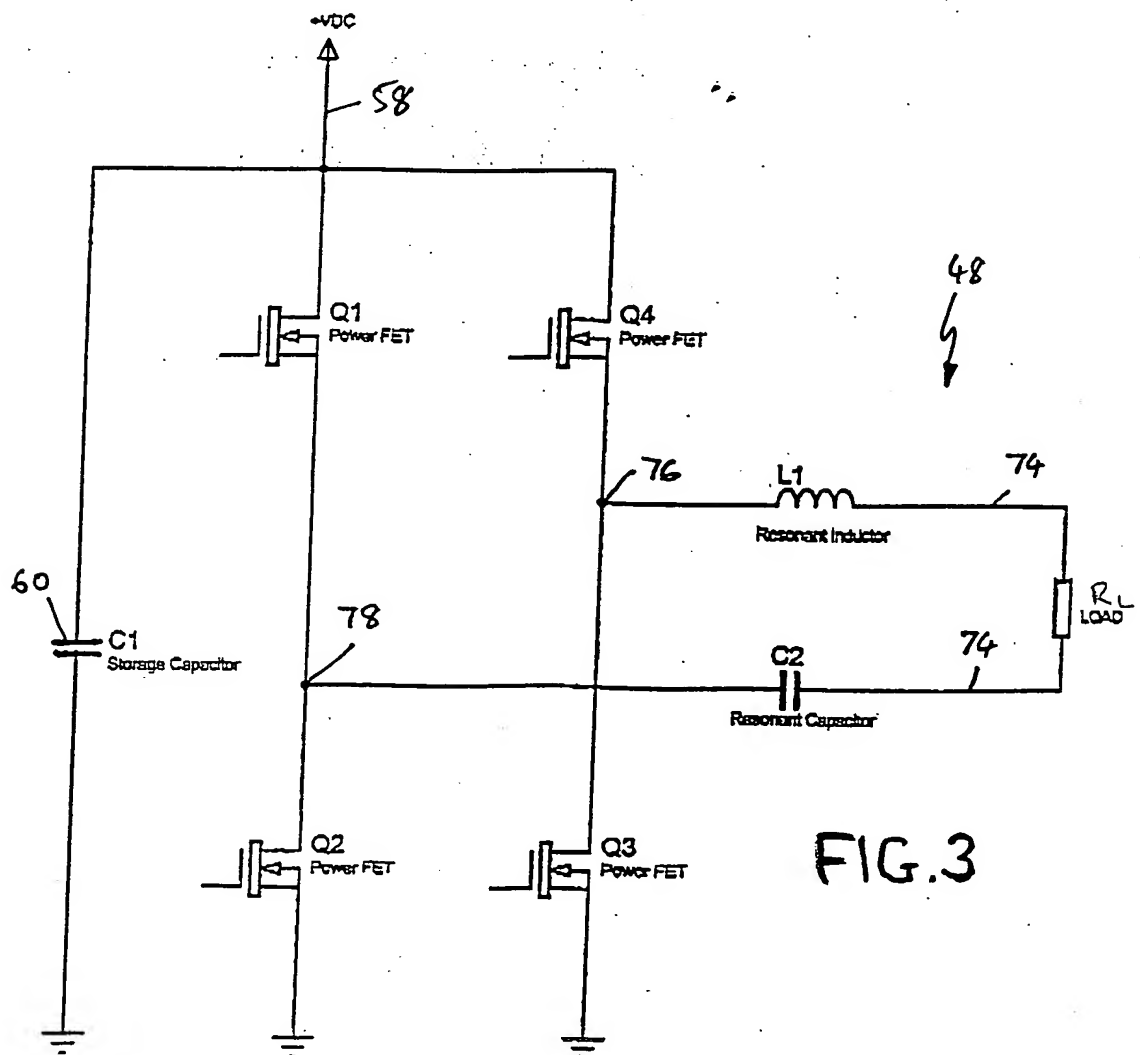 +VDC
58
Q1
Power FET
Q4
Power FET
48
76
L1
74
Resonant Inductor
60
C1
Storage Capacitor
78
RL
LOAD
C2
74
Resonant Capacitor
Q2
Power FET
Q3
Power FET
FIG.3